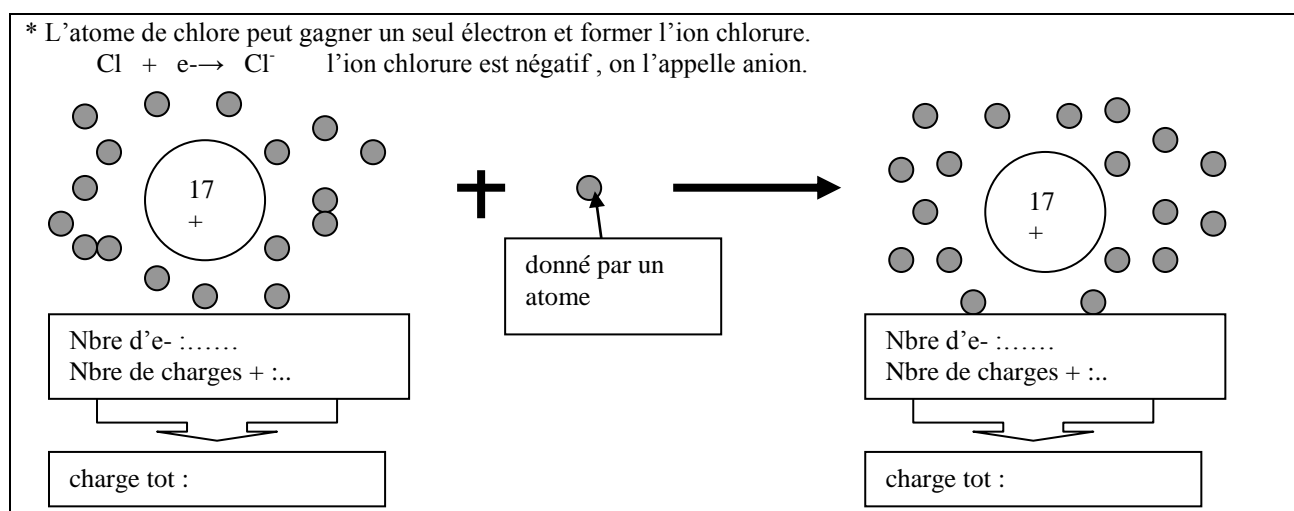 * L’atome de chlore peut gagner un seul électron et former l’ion chlorure.
Cl + e-→ Cl⁻ l’ion chlorure est négatif , on l’appelle anion.
17
+
donné par un
atome
17
+
Nbre d’e- :……
Nbre de charges + :..
Nbre d’e- :……
Nbre de charges + :..
charge tot :
charge tot :